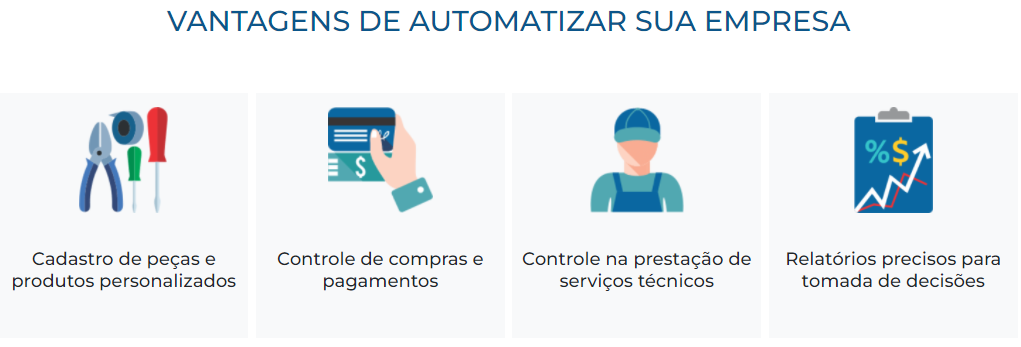 VANTAGENS DE AUTOMATIZAR SUA EMPRESA
$
% $
Cadastro de peças e
produtos personalizados
Controle de compras e
pagamentos
Controle na prestação de
serviços técnicos
Relatórios precisos para
tomada de decisões